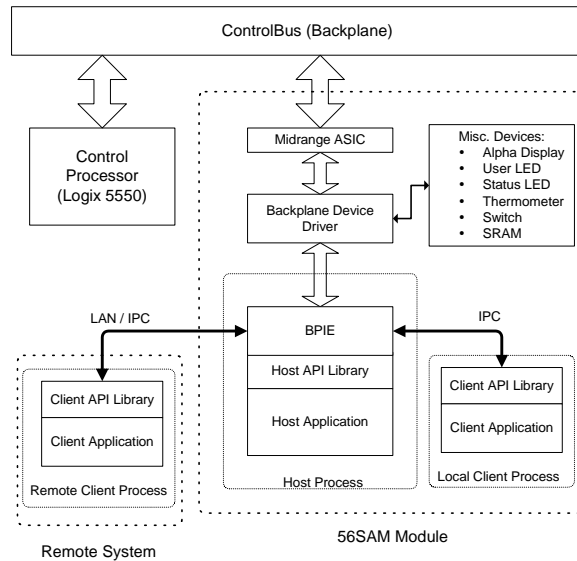 ControlBus (Backplane)
Control
Processor
(Logix 5550)
Midrange ASIC
Backplane Device
Driver
Misc. Devices:
• Alpha Display
• User LED
• Status LED
• Thermometer
• Switch
• SRAM
LAN / IPC
BPIE
IPC
Host API Library
Host Application
Host Process
Client API Library
Client Application
Remote Client Process
Client API Library
Client Application
Local Client Process
56SAM Module
Remote System